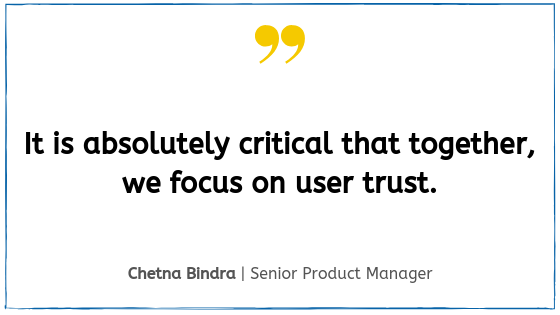 ”
It is absolutely critical that together,
we focus on user trust.
Chetna Bindra | Senior Product Manager